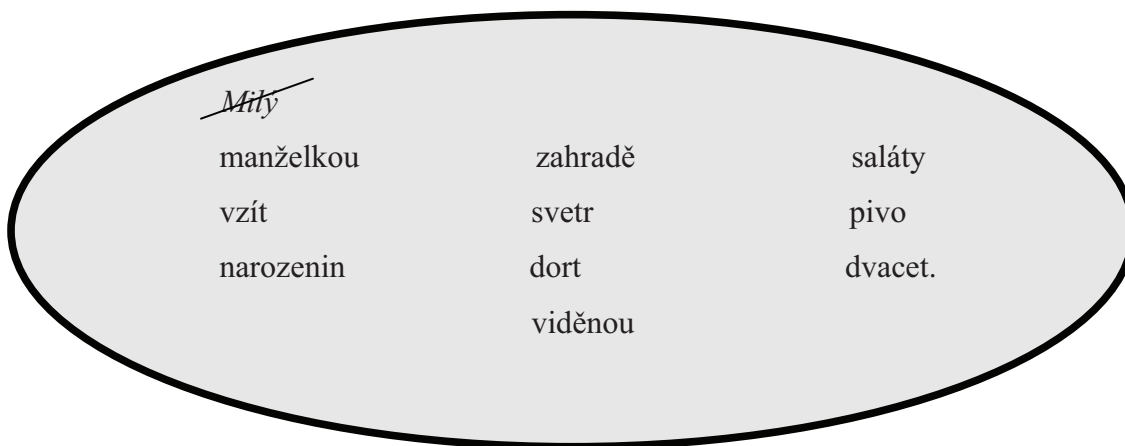 Milý
manželkou zahradě saláty
vzít svetr pivo
narozenin dort dvacet.
viděnou